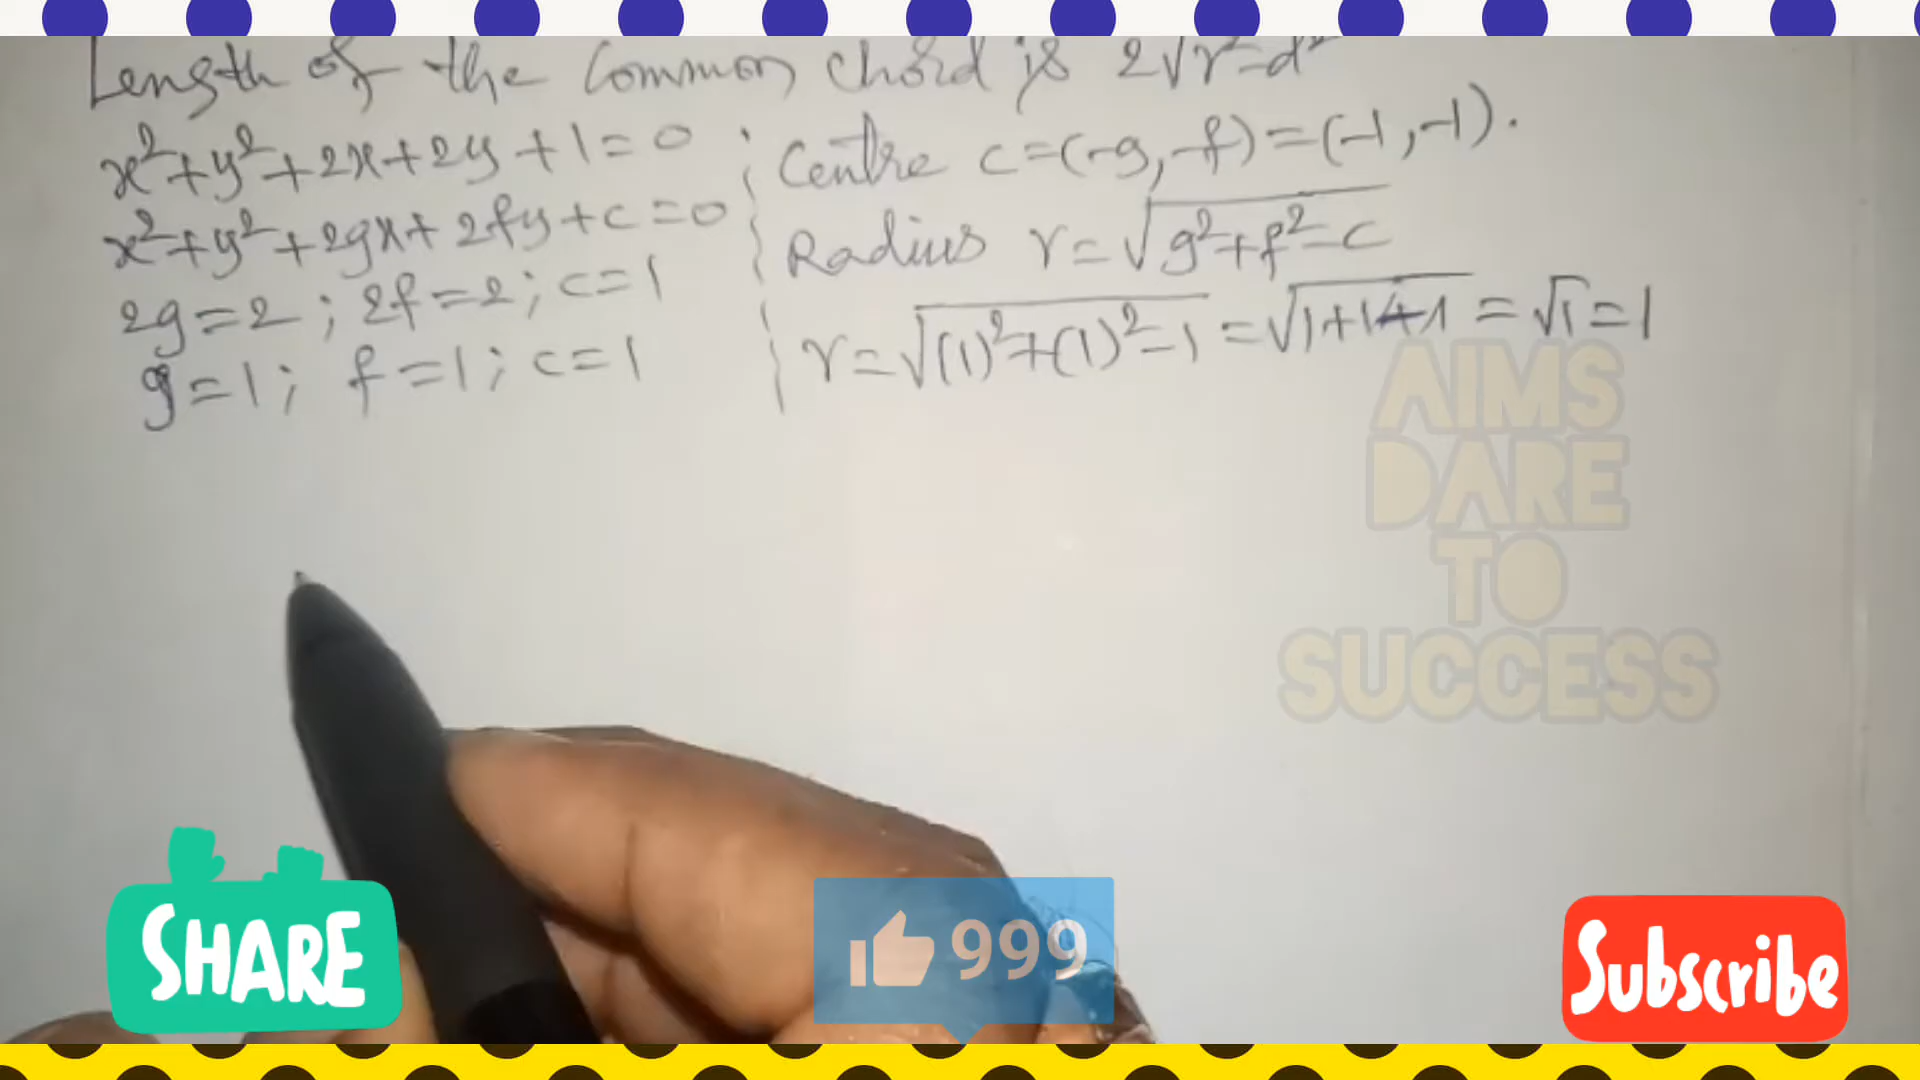 Length of the Common chord is 2√r²-d²
x²+y²+2x+2y+1=0 ; Centre c=(-g,-f)=(-1,-1).
x²+y²+2gx+2fy+c=0 Radius r=√g²+f²-c
2g=2; 2f=2; c=1
g=1; f=1; c=1 r=√(1)²+(1)²-1=√1+1-1=√1=1
AIMS
DARE
TO
SUCCESS
SHARE
999
Subscribe